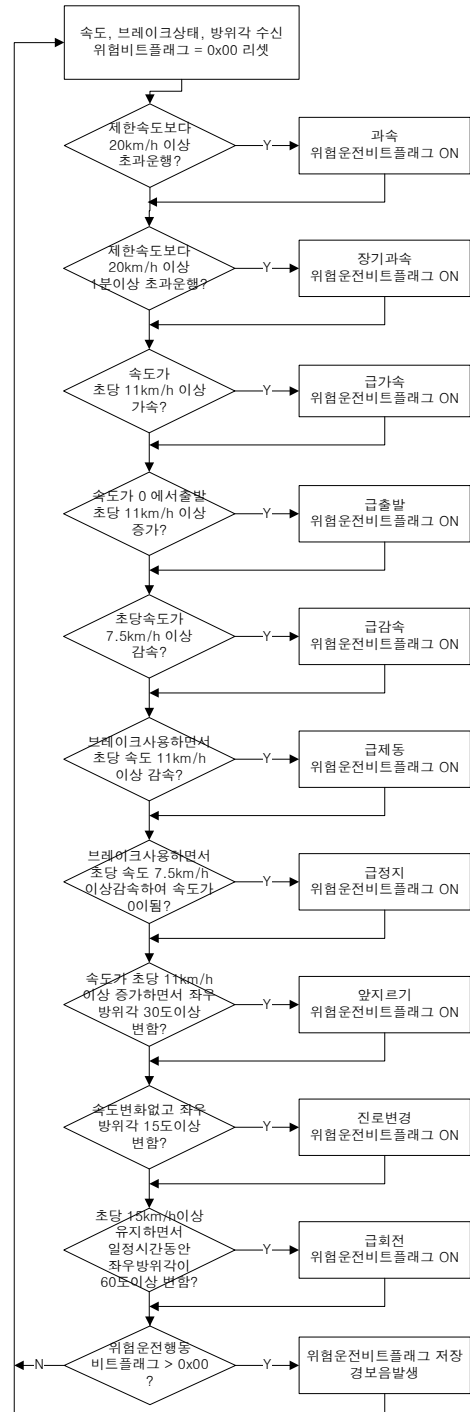 속도, 브레이크상태, 방위각 수신
위험비트플래그 = 0x00 리셋
제한속도보다
20km/h 이상
초과운행?
Y
과속
위험운전비트플래그 ON
제한속도보다
20km/h 이상
1분이상 초과운행?
Y
장기과속
위험운전비트플래그 ON
속도가
초당 11km/h 이상
가속?
Y
급가속
위험운전비트플래그 ON
속도가 0 에서출발
초당 11km/h 이상
증가?
Y
급출발
위험운전비트플래그 ON
초당속도가
7.5km/h 이상
감속?
Y
급감속
위험운전비트플래그 ON
브레이크사용하면서
초당 속도 11km/h
이상 감속?
Y
급제동
위험운전비트플래그 ON
브레이크사용하면서
초당 속도 7.5km/h
이상감속하여 속도가
0이됨?
Y
급정지
위험운전비트플래그 ON
속도가 초당 11km/h
이상 증가하면서 좌우
방위각 30도이상
변함?
Y
앞지르기
위험운전비트플래그 ON
속도변화없고 좌우
방위각 15도이상
변함?
Y
진로변경
위험운전비트플래그 ON
초당 15km/h이상
유지하면서
일정시간동안
좌우방위각이
60도이상 변함?
Y
급회전
위험운전비트플래그 ON
위험운전행동
비트플래그 > 0x00
?
N
Y
위험운전비트플래그 저장
경보음발생